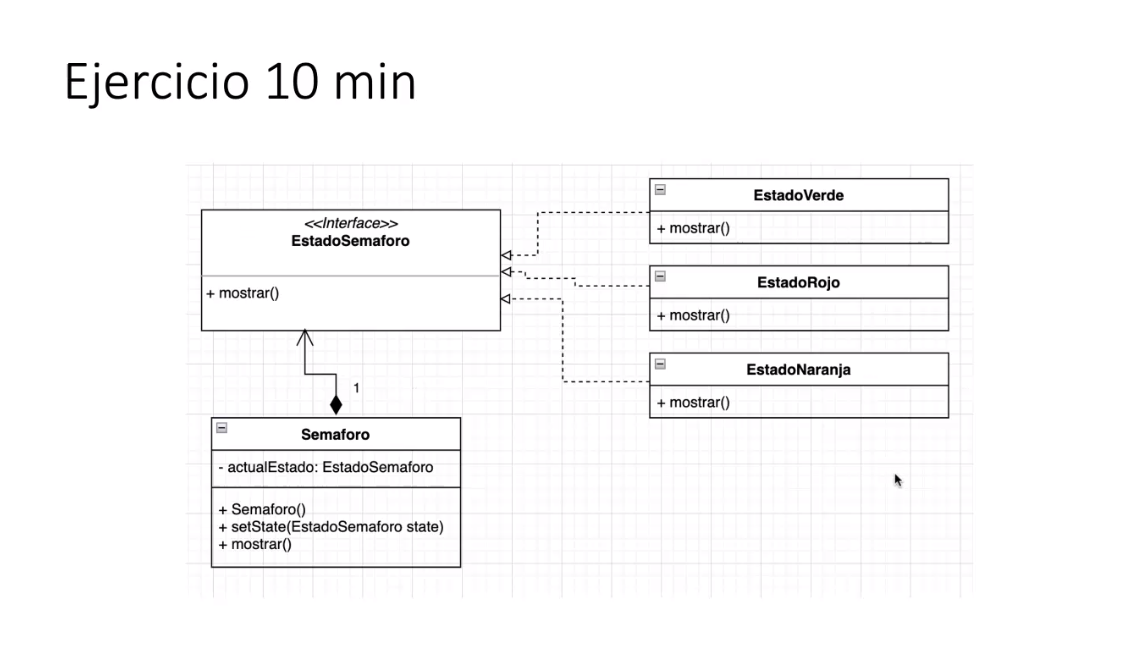 Ejercicio 10 min
<<Interface>>
EstadoSemaforo
+ mostrar()
EstadoVerde
+ mostrar()
EstadoRojo
+ mostrar()
EstadoNaranja
+ mostrar()
1
Semaforo
- actualEstado: EstadoSemaforo
+ Semaforo()
+ setState(EstadoSemaforo state)
+ mostrar()